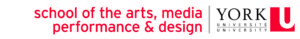 school of the arts, media
performance & design
YORK U
UNIVERSITÉ
UNIVERSITY